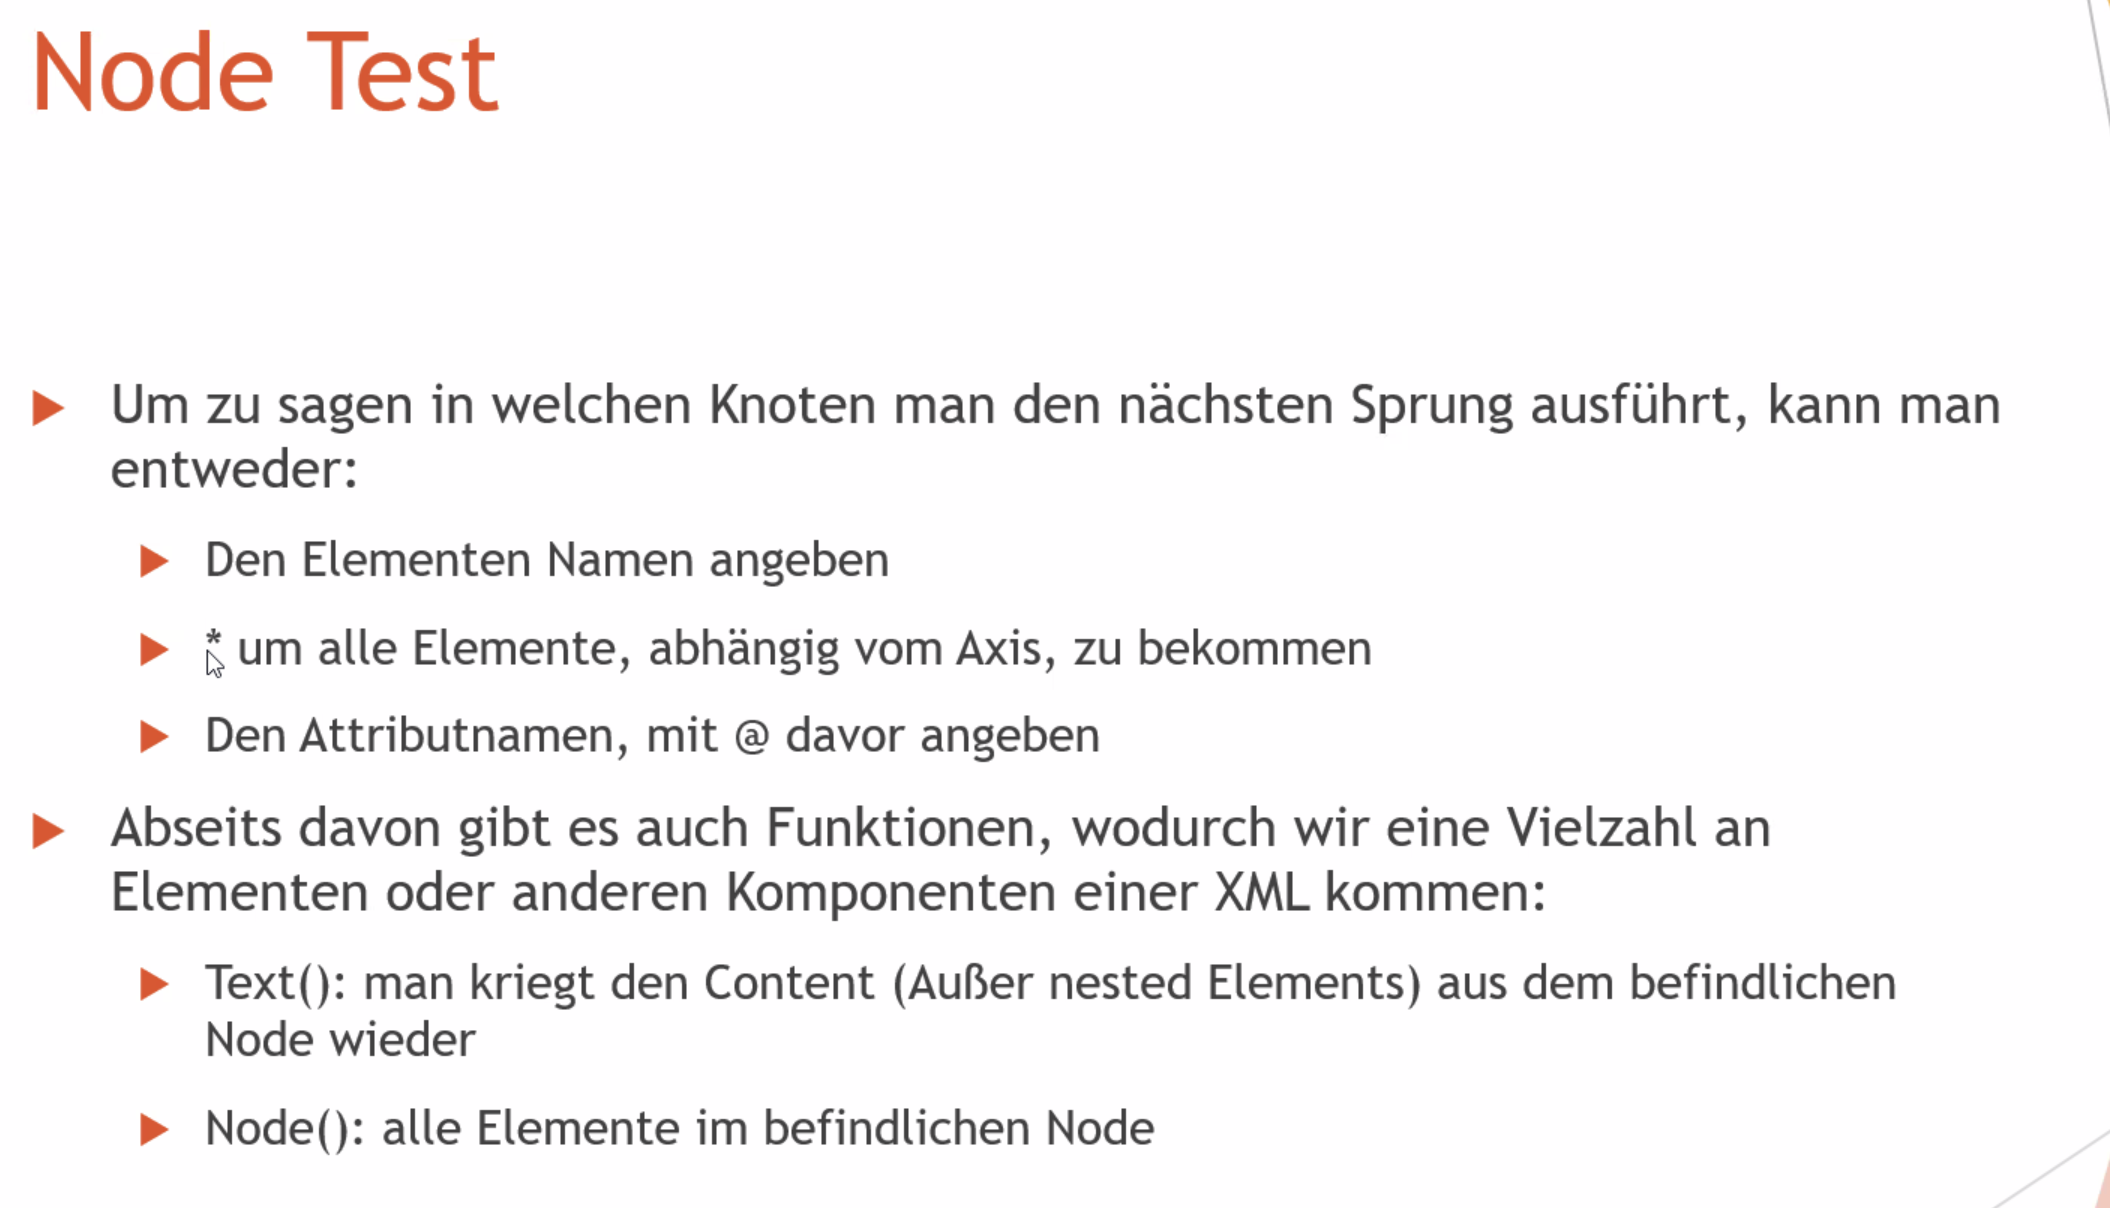 Node Test
Um zu sagen in welchen Knoten man den nächsten Sprung ausführt, kann man
entweder:
Den Elementen Namen angeben
* um alle Elemente, abhängig vom Axis, zu bekommen
Den Attributnamen, mit @ davor angeben
Abseits davon gibt es auch Funktionen, wodurch wir eine Vielzahl an
Elementen oder anderen Komponenten einer XML kommen:
Text(): man kriegt den Content (Außer nested Elements) aus dem befindlichen
Node wieder
Node(): alle Elemente im befindlichen Node